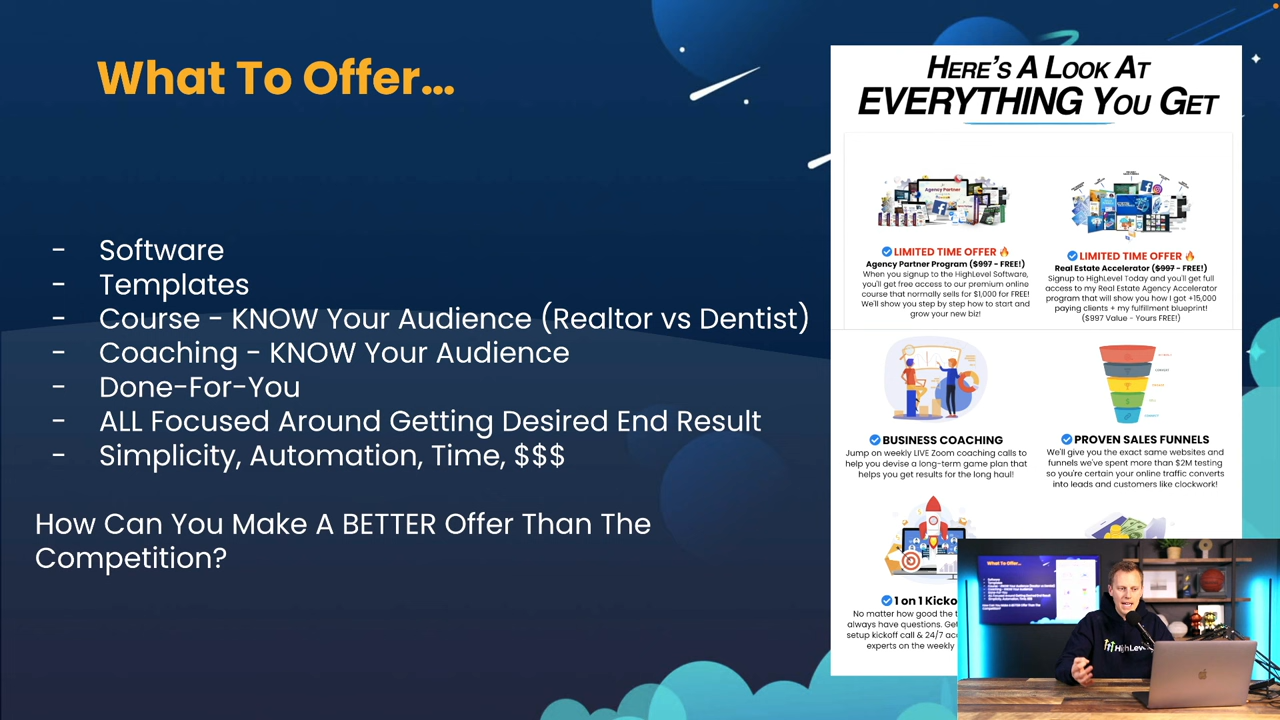 What To Offer...
- Software
- Templates
- Course - KNOW Your Audience (Realtor vs Dentist)
- Coaching - KNOW Your Audience
- Done-For-You
- ALL Focused Around Getting Desired End Result
- Simplicity, Automation, Time, $$$
How Can You Make A BETTER Offer Than The
Competition?
HERE'S A LOOK AT
EVERYTHING YOU GET
LIMITED TIME OFFER
Agency Partner Program ($997 - FREE!)
When you signup to the HighLevel Software,
you'll get free access to our premium online
course that normally sells for $1,000 for FREE!
We'll show you step by step how to start and
grow your new biz!
LIMITED TIME OFFER
Real Estate Accelerator ($997 - FREE!)
Signup to HighLevel Today and you'll get full
access to my Real Estate Agency Accelerator
program that will show you how I got +15,000
paying clients + my fulfillment blueprint!
($997 Value - Yours FREE!)
BUSINESS COACHING
Jump on weekly LIVE Zoom coaching calls to
help you devise a long-term game plan that
helps you get results for the long haul!
PROVEN SALES FUNNELS
We'll give you the exact same websites and
funnels we've spent more than $2M testing
so you're certain your online traffic converts
into leads and customers like clockwork!
1 on 1 Kicko
No matter how good the t
always have questions. Get
setup kickoff call & 24/7 ac
experts on the weekly
What To Offer...
HighLeve